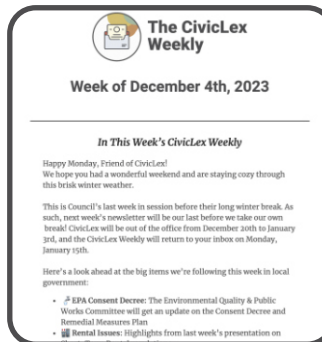 The CivicLex
Weekly
Week of December 4th, 2023
In This Week's CivicLex Weekly
Happy Monday, Friend of CivicLex!
We hope you had a wonderful weekend and are staying cozy through
this brisk winter weather.
This is Council's last week in session before their long winter break. As
such, next week's newsletter will be our last before we take our own
break! CivicLex will be out of the office from December 20th to January
3rd, and the CivicLex Weekly will return to your inbox on Monday,
January 15th.
Here's a look ahead at the big items we're following this week in local
government:
EPA Consent Decree: The Environmental Quality & Public
Works Committee will get an update on the Consent Decree and
Remedial Measures Plan
Rental Issues: Highlights from last week's presentation on